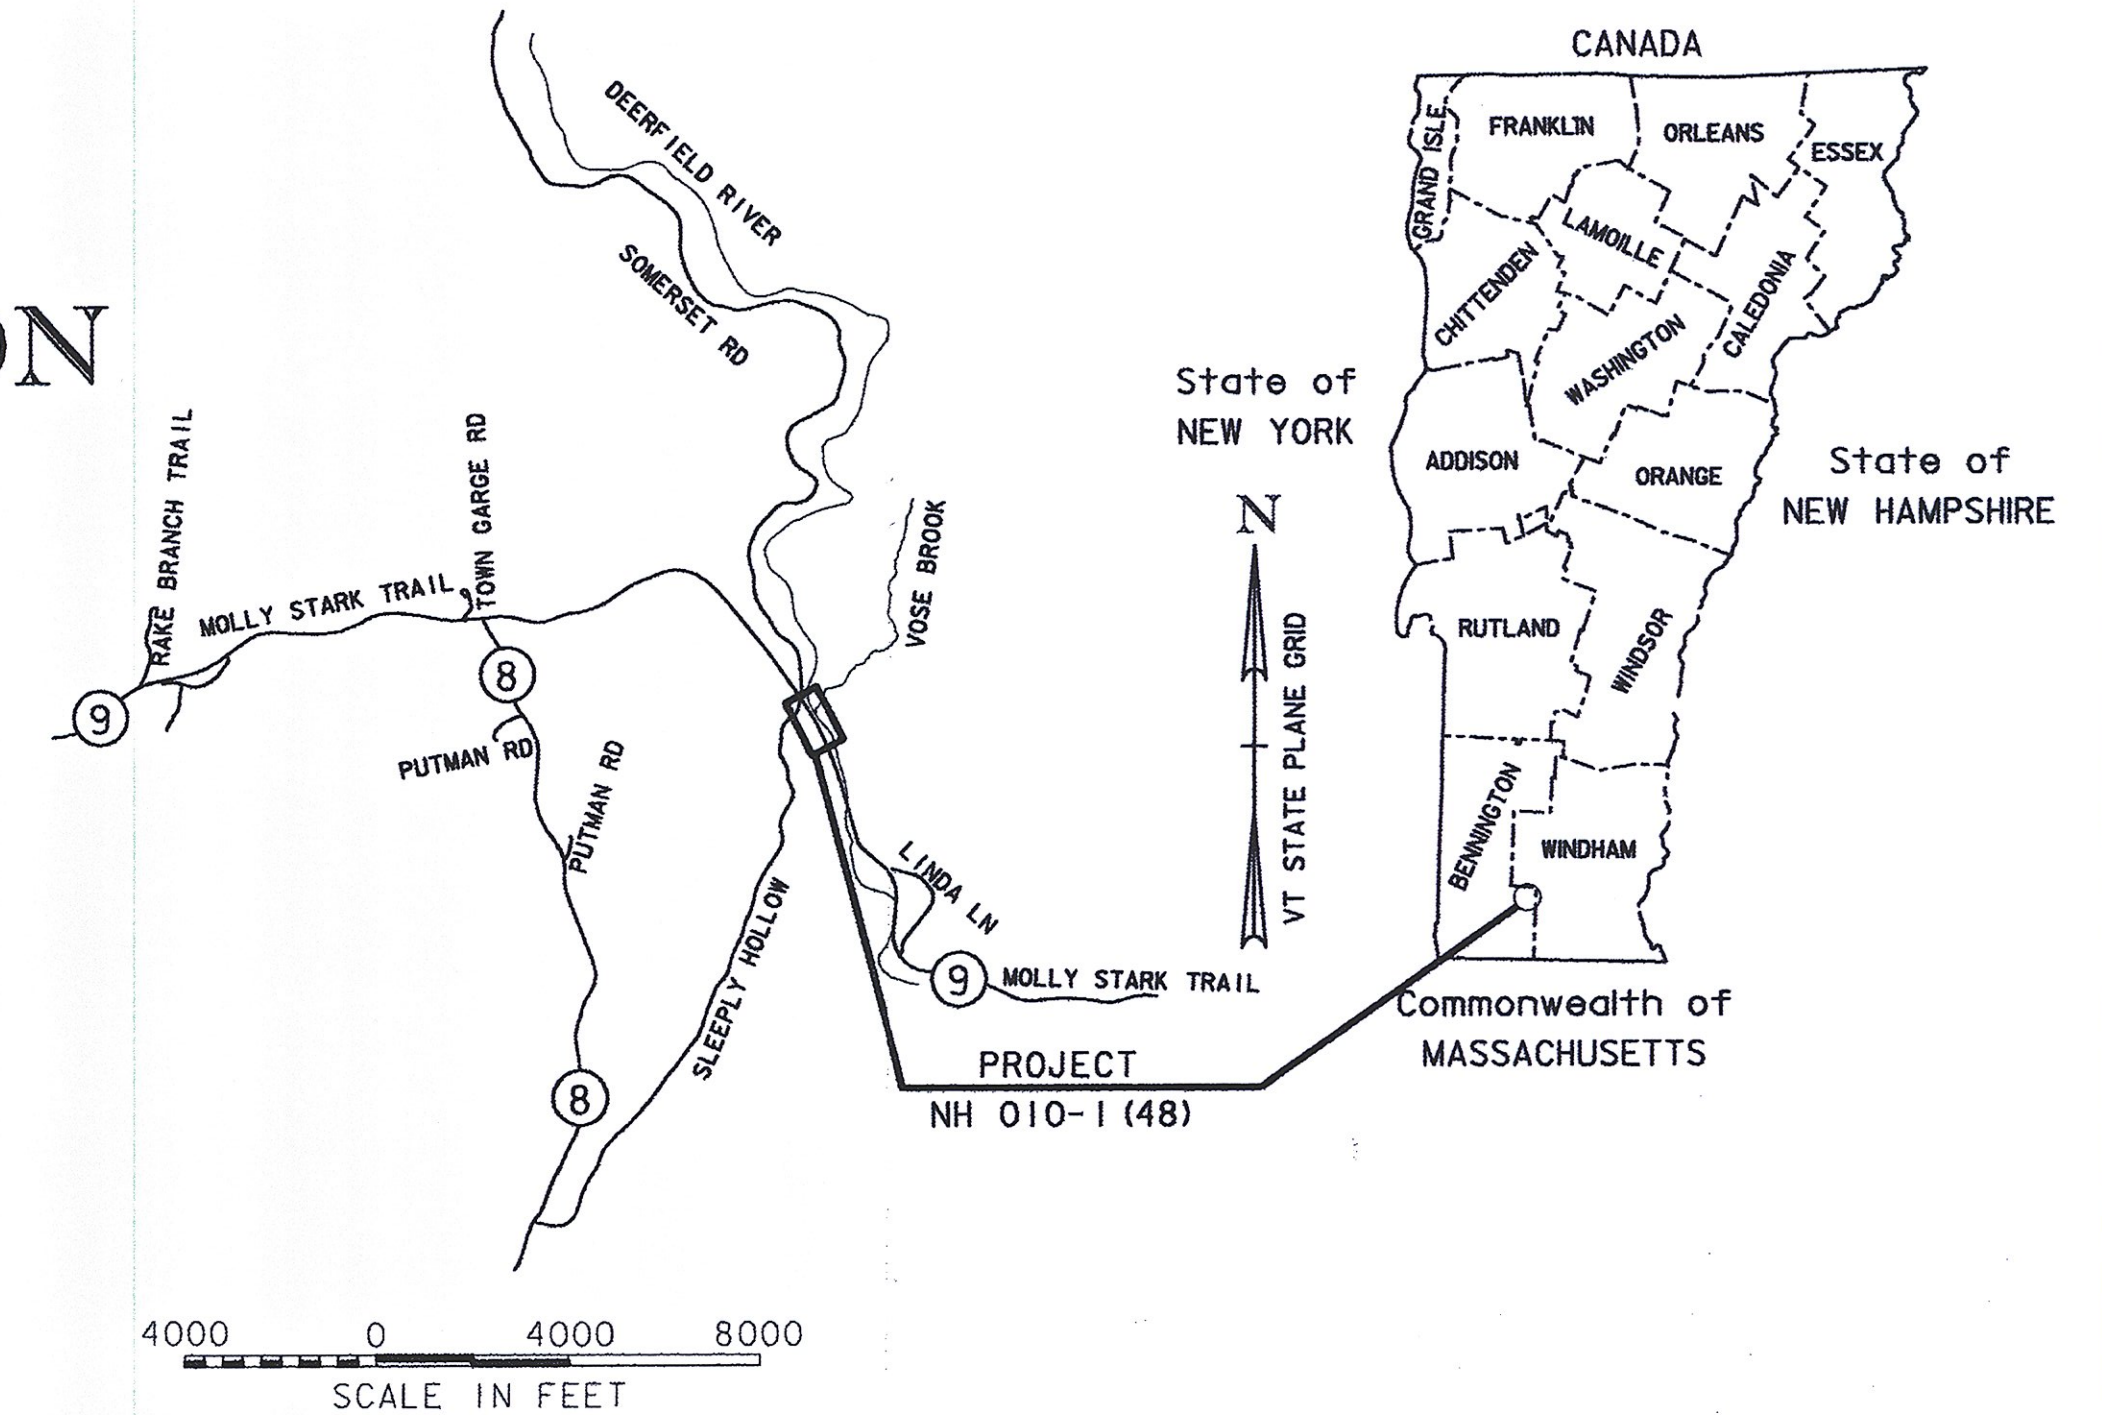 CANADA
FRANKLIN
ORLEANS
ESSEX
GRAND ISLE
LAMOILLE
CHITTENDEN
CALEDONIA
WASHINGTON
State of
NEW YORK
ADDISON
ORANGE
State of
NEW HAMPSHIRE
RUTLAND
WINDSOR
BENNINGTON
WINDHAM
Commonwealth of
MASSACHUSETTS
DEERFIELD RIVER
SOMERSET RD
ON
RAKE BRANCH TRAIL
MOLLY STARK TRAIL
TOWN GARGE RD
VOSE BROOK
N
VT STATE PLANE GRID
9
8
PUTMAN RD
PUTMAN RD
LINDA LN
SLEEPLY HOLLOW
9
MOLLY STARK TRAIL
8
PROJECT
NH 010-1 (48)
4000 0 4000 8000
SCALE IN FEET